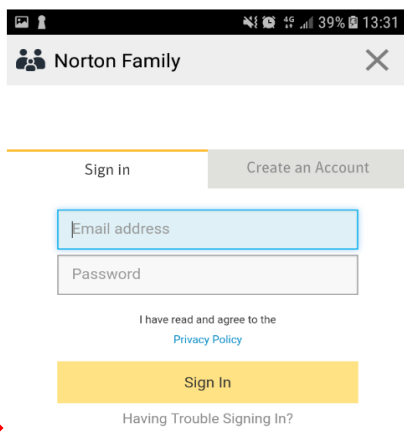 4G 39% 13:31
Norton Family
Sign in
Create an Account
Email address
Password
I have read and agree to the
Privacy Policy
Sign In
Having Trouble Signing In?